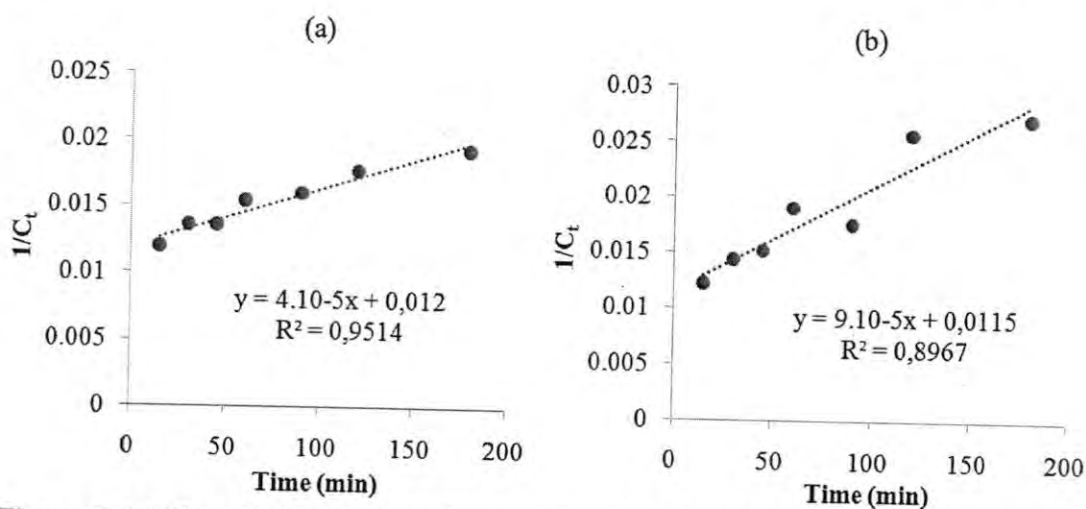 (a)
0.025
0.02
0.015
0.01
0.005
0
1/Ct
0 50 100 150 200
Time (min)
y = 4.10-5x + 0,012
R² = 0,9514
(b)
0.03
0.025
0.02
0.015
0.01
0.005
0
1/Ct
0 50 100 150 200
Time (min)
y = 9.10-5x + 0,0115
R² = 0,8967